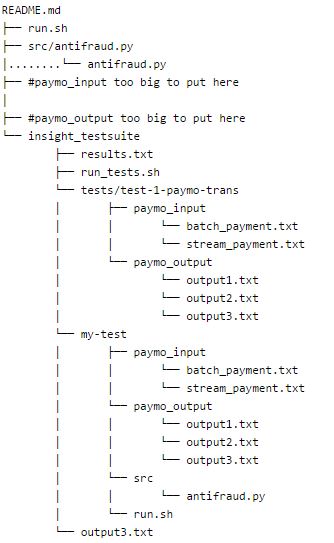 README.md
├── run.sh
├── src/antifraud.py
│........└── antifraud.py
├── #paymo_input too big to put here
│
├── #paymo_output too big to put here
└── insight_testsuite
        ├── results.txt
        ├── run_tests.sh
        └── tests/test-1-paymo-trans
        │       ├── paymo_input
        │       │       └── batch_payment.txt
        │       │       └── stream_payment.txt
        │       └── paymo_output
        │               └── output1.txt
        │               └── output2.txt
        │               └── output3.txt
        └── my-test
        │       ├── paymo_input
        │       │       └── batch_payment.txt
        │       │       └── stream_payment.txt
        │       └── paymo_output
        │       │       └── output1.txt
        │       │       └── output2.txt
        │       │       └── output3.txt
        │       └── src
        │       │       └── antifraud.py
        │       └── run.sh
        └── output3.txt